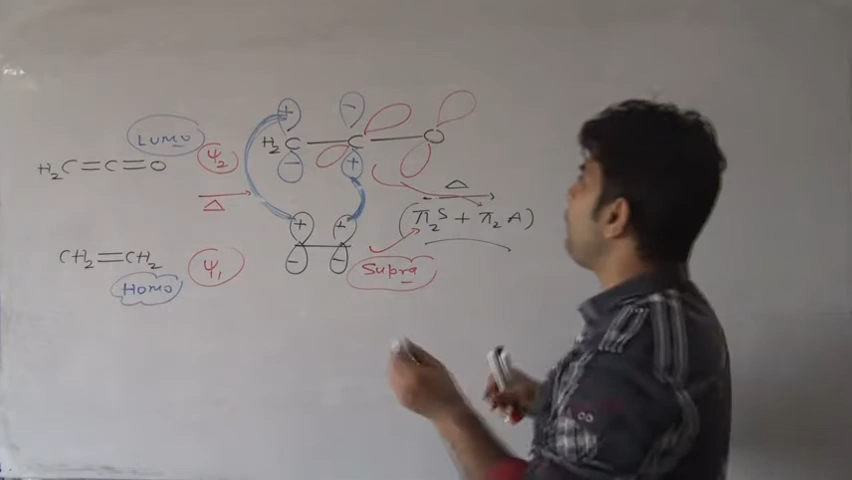 H₂C=C=O
LUMO
Ψ₂
Δ
CH₂=CH₂
HOMO
Ψ₁
+ −
H₂C—C—O
− +
+ +
− −
Supra
Δ
(π₂S + π₂A)